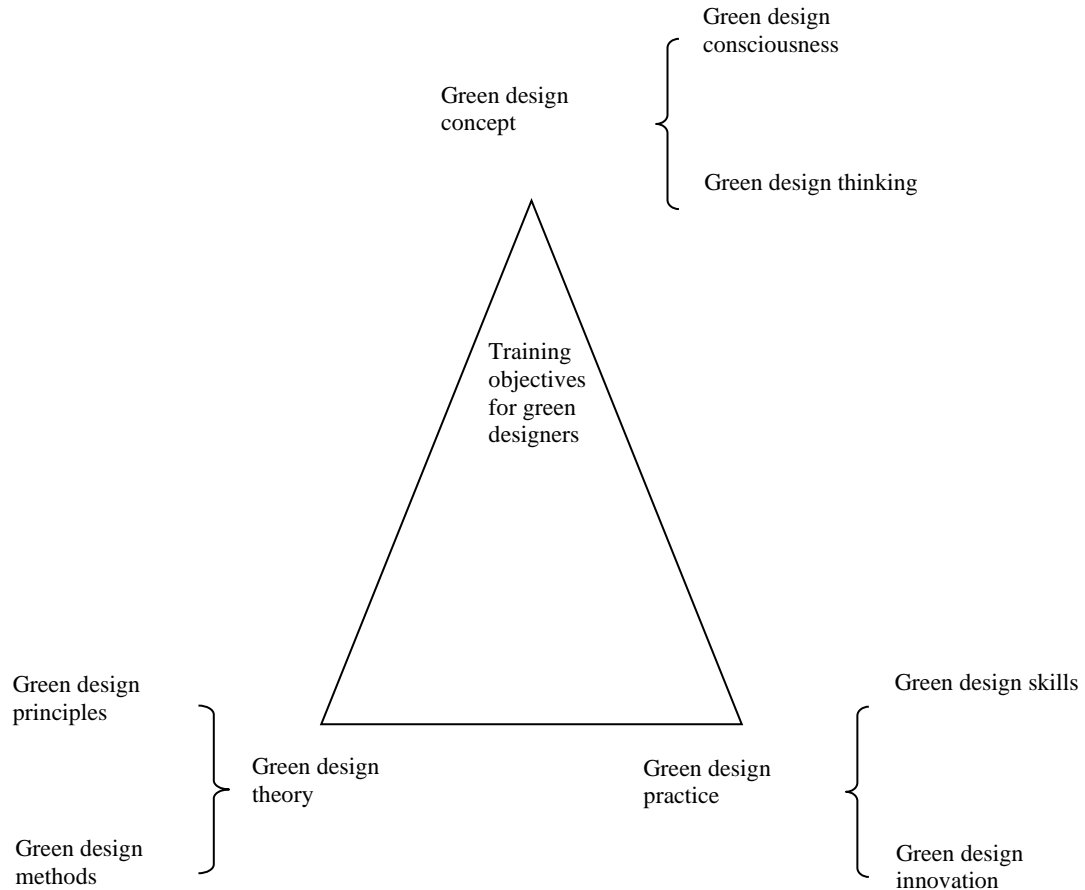 Green design
consciousness
Green design
concept
Green design thinking
Training
objectives
for green
designers
Green design
principles
Green design skills
Green design
theory
Green design
practice
Green design
methods
Green design
innovation